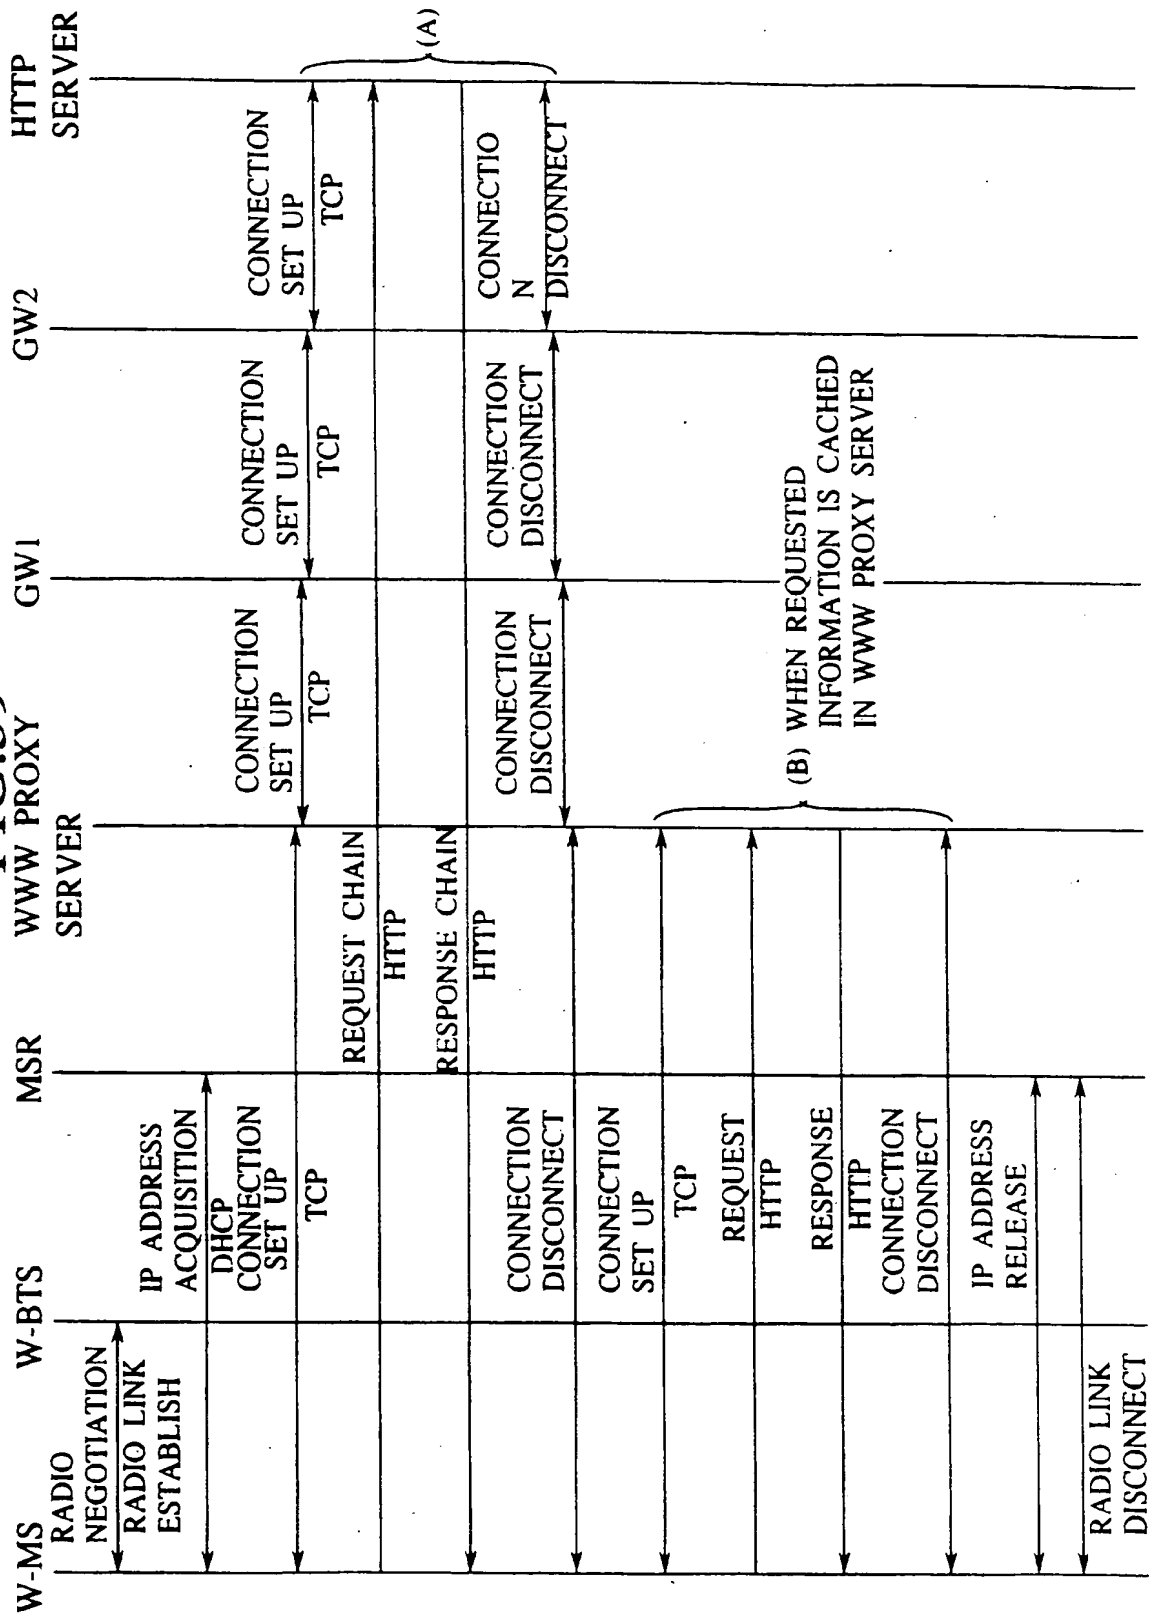 W-MS
W-BTS
MSR
WWW PROXY
SERVER
GW1
GW2
HTTP
SERVER
RADIO
NEGOTIATION
RADIO LINK
ESTABLISH
IP ADDRESS
ACQUISITION
DHCP
CONNECTION
SET UP
TCP
CONNECTION
SET UP
TCP
CONNECTION
SET UP
TCP
CONNECTION
SET UP
TCP
REQUEST CHAIN
HTTP
RESPONSE CHAIN
HTTP
(A)
CONNECTION
DISCONNECT
CONNECTION
DISCONNECT
CONNECTION
DISCONNECT
CONNECTIO
N
DISCONNECT
CONNECTION
SET UP
TCP
REQUEST
HTTP
RESPONSE
HTTP
CONNECTION
DISCONNECT
(B) WHEN REQUESTED
INFORMATION IS CACHED
IN WWW PROXY SERVER
IP ADDRESS
RELEASE
RADIO LINK
DISCONNECT